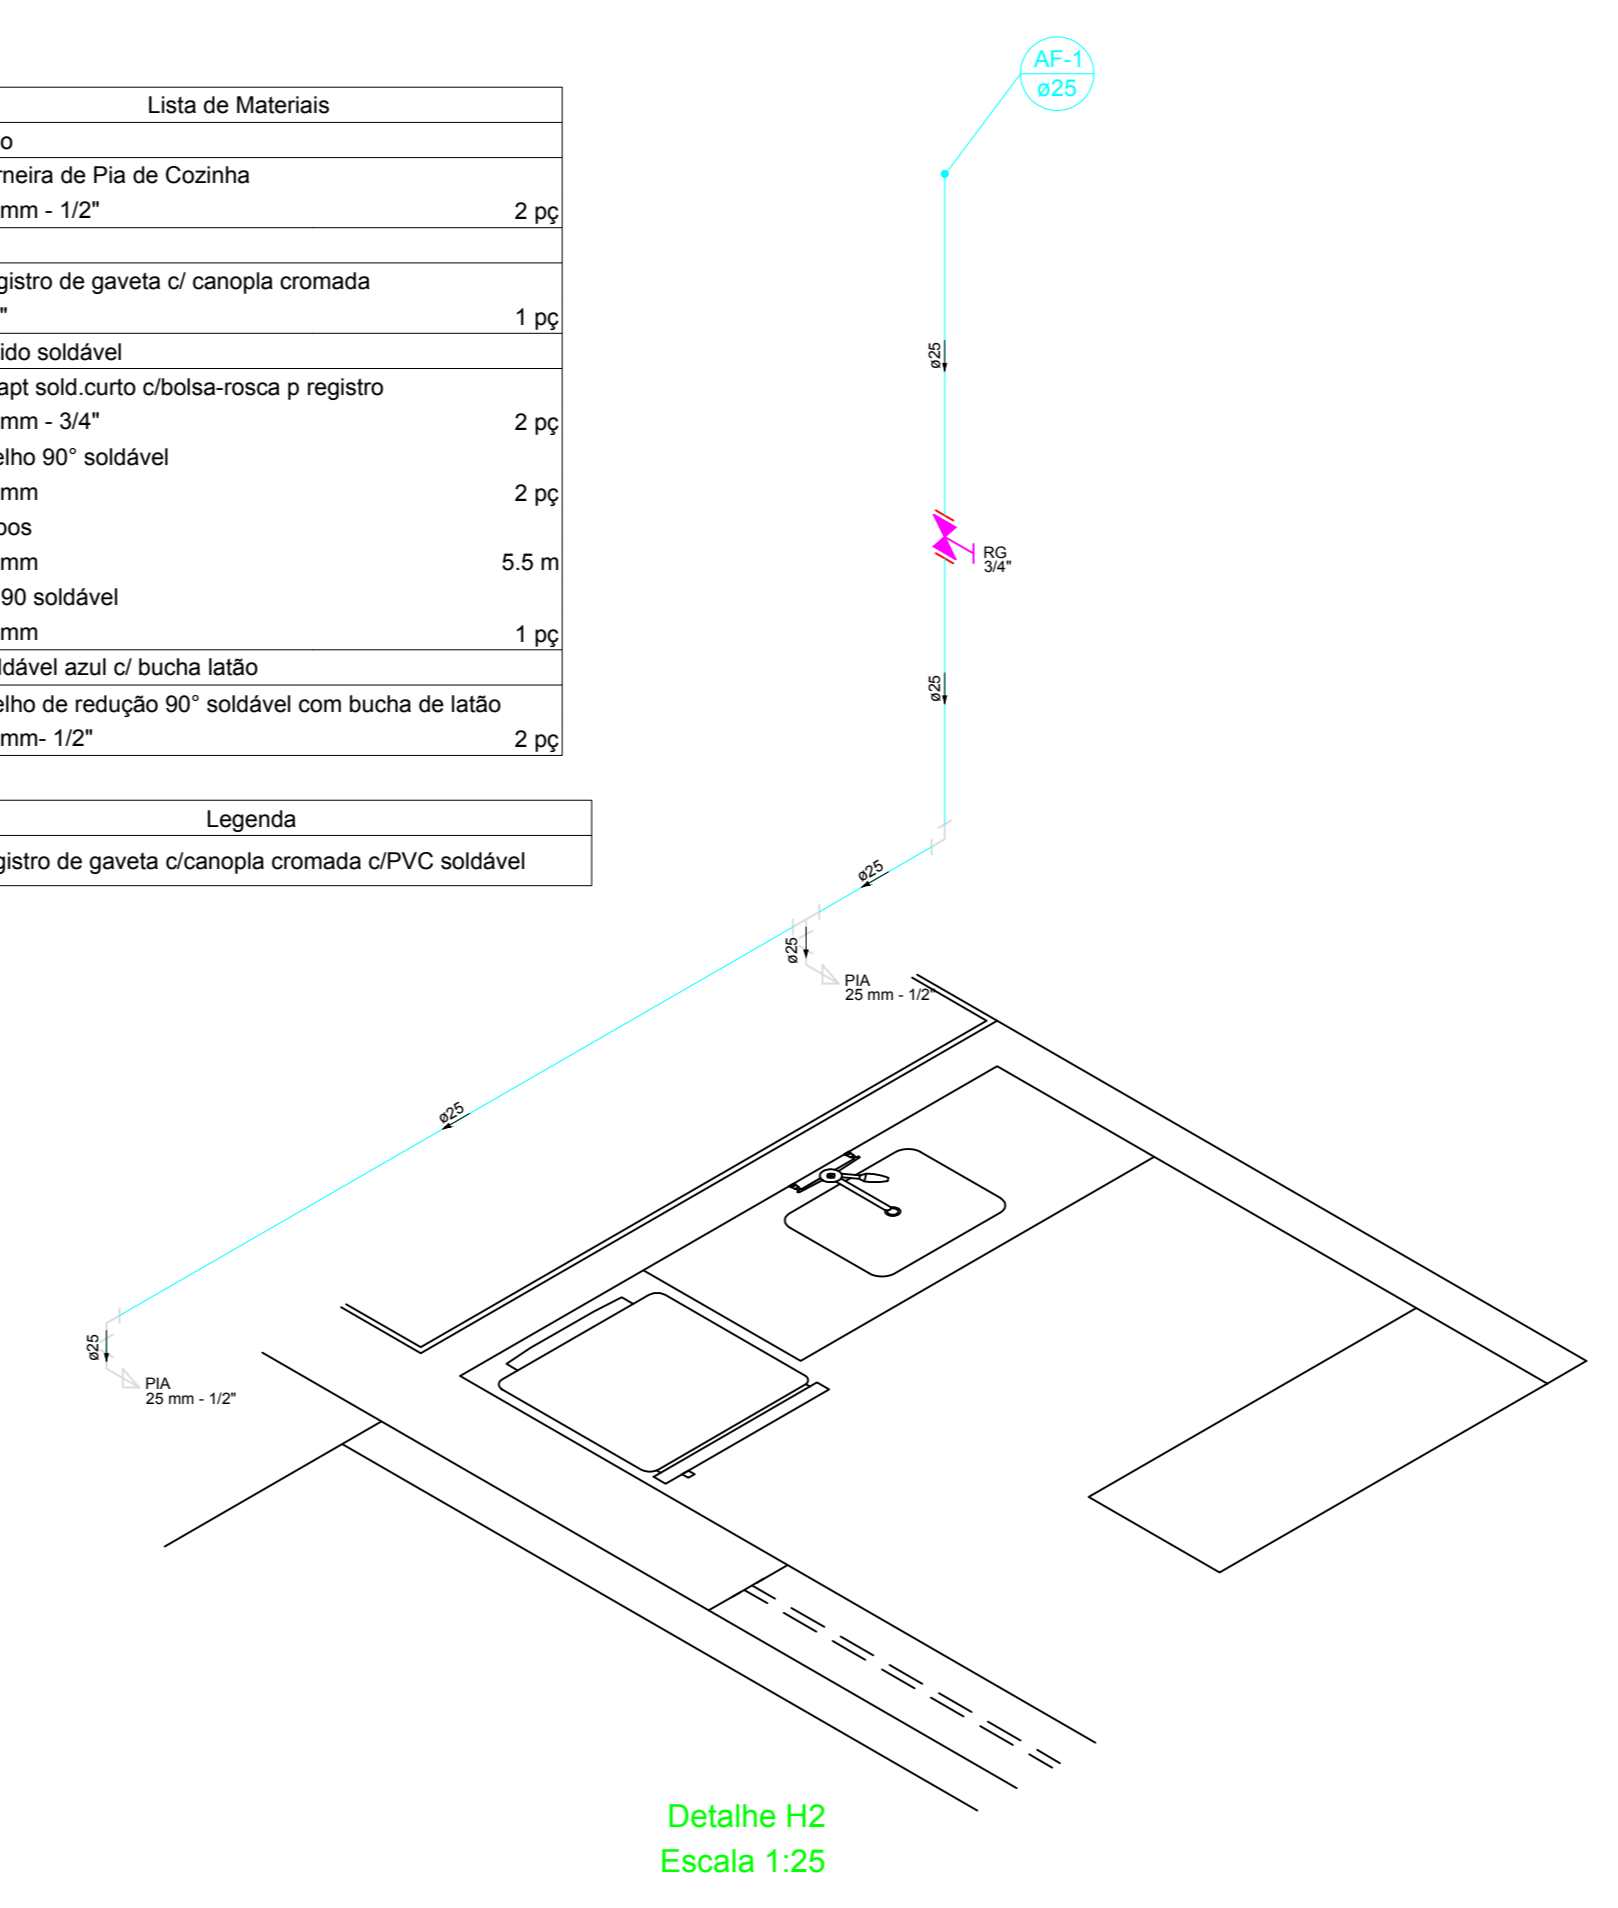 Lista de Materiais
o
rneira de Pia de Cozinha
mm - 1/2" 2 pç
gistro de gaveta c/ canopla cromada
" 1 pç
ido soldável
apt sold.curto c/bolsa-rosca p registro
mm - 3/4" 2 pç
elho 90° soldável
mm 2 pç
bos
mm 5.5 m
90 soldável
mm 1 pç
ldável azul c/ bucha latão
elho de redução 90° soldável com bucha de latão
mm- 1/2" 2 pç
Legenda
gistro de gaveta c/canopla cromada c/PVC soldável
AF-1
ø25
ø25
RG
3/4"
ø25
ø25
ø25
PIA
25 mm - 1/2"
ø25
ø25
PIA
25 mm - 1/2"
Detalhe H2
Escala 1:25